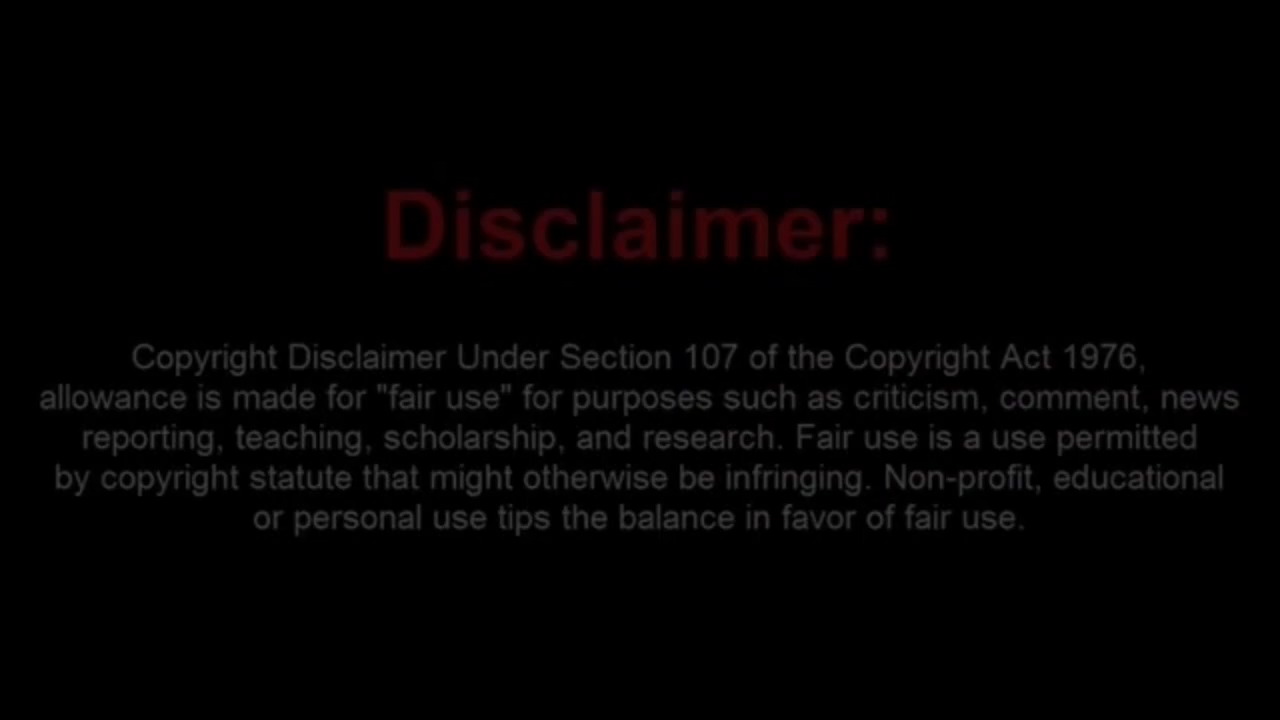 Disclaimer:
Copyright Disclaimer Under Section 107 of the Copyright Act 1976,
allowance is made for "fair use" for purposes such as criticism, comment, news
reporting, teaching, scholarship, and research. Fair use is a use permitted
by copyright statute that might otherwise be infringing. Non-profit, educational
or personal use tips the balance in favor of fair use.